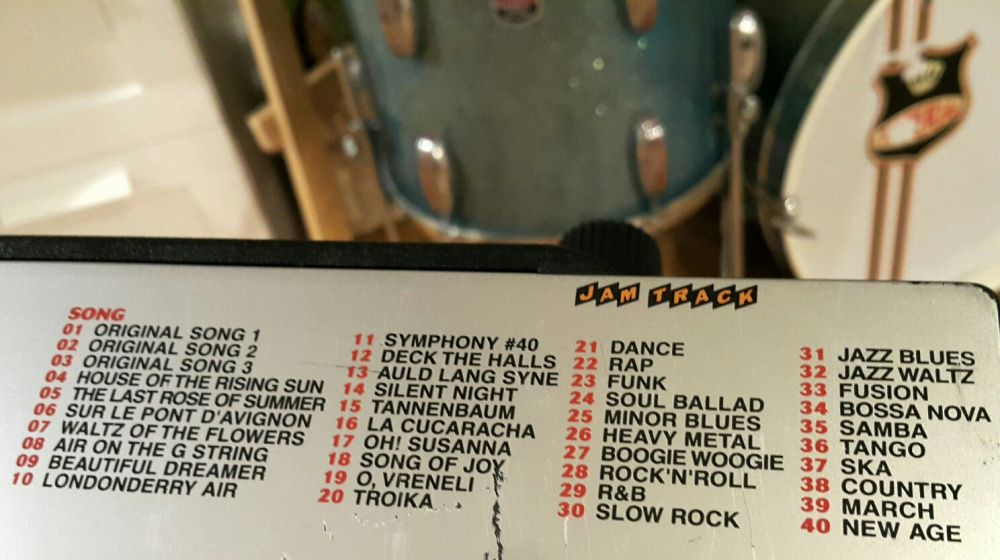 SONG
01 ORIGINAL SONG 1
02 ORIGINAL SONG 2
03 ORIGINAL SONG 3
04 HOUSE OF THE RISING SUN
05 THE LAST ROSE OF SUMMER
06 SUR LE PONT D'AVIGNON
07 WALTZ OF THE FLOWERS
08 AIR ON THE G STRING
09 BEAUTIFUL DREAMER
10 LONDONDERRY AIR
11 SYMPHONY #40
12 DECK THE HALLS
13 AULD LANG SYNE
14 SILENT NIGHT
15 TANNENBAUM
16 LA CUCARACHA
17 OH! SUSANNA
18 SONG OF JOY
19 O, VRENELI
20 TROIKA
JAM TRACK
21 DANCE
22 RAP
23 FUNK
24 SOUL BALLAD
25 MINOR BLUES
26 HEAVY METAL
27 BOOGIE WOOGIE
28 ROCK'N'ROLL
29 R&B
30 SLOW ROCK
31 JAZZ BLUES
32 JAZZ WALTZ
33 FUSION
34 BOSSA NOVA
35 SAMBA
36 TANGO
37 SKA
38 COUNTRY
39 MARCH
40 NEW AGE